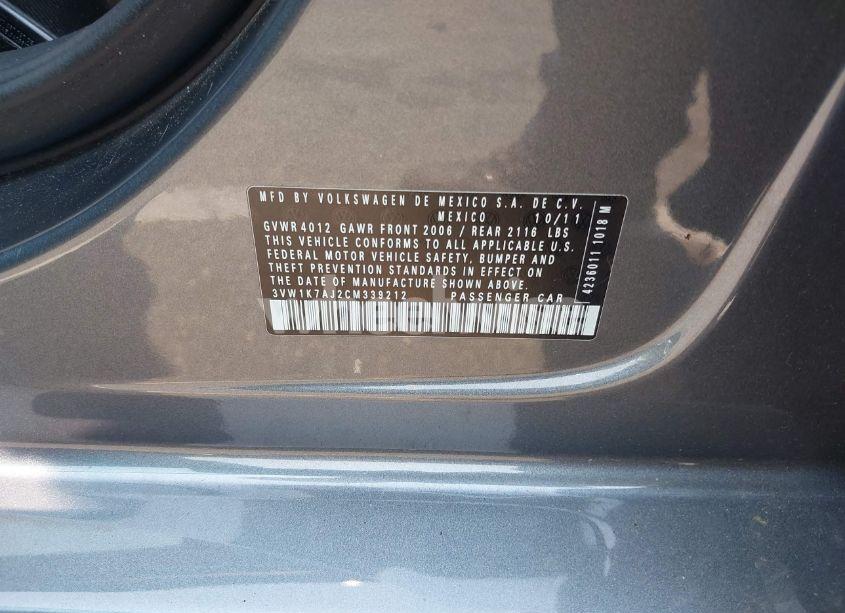 MFD BY VOLKSWAGEN DE MEXICO S.A. DE C.V.
MEXICO 10/11
GVWR 4012 GAWR FRONT 2006 / REAR 2116 LBS
THIS VEHICLE CONFORMS TO ALL APPLICABLE U.S.
FEDERAL MOTOR VEHICLE SAFETY, BUMPER AND
THEFT PREVENTION STANDARDS IN EFFECT ON
THE DATE OF MANUFACTURE SHOWN ABOVE.
3VW1K7AJ2CM339212 PASSENGER CAR
4236011 1018 M